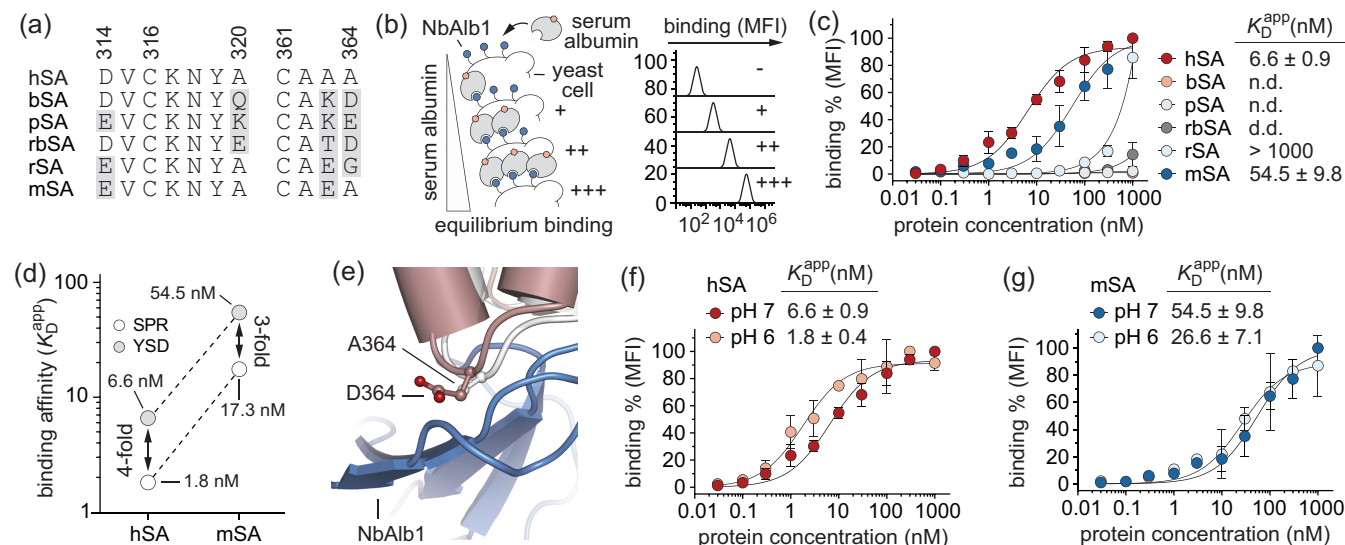 (a)
314 316 320 361 364
hSA D V C K N Y A C A A A
bSA D V C K N Y Q C A K D
pSA E V C K N Y K C A K E
rbSA D V C K N Y E C A T D
rSA E V C K N Y A C A E G
mSA E V C K N Y A C A E A
(b)
NbAlb1
serum
albumin
yeast
cell
+
++
+++
serum albumin
equilibrium binding
binding (MFI)
100
80
60
40
20
0
-
+
++
+++
10² 10⁴ 10⁶
(c)
binding % (MFI)
100
80
60
40
20
0
0.01 0.1 1 10 100 1000
protein concentration (nM)
K_D^app (nM)
hSA 6.6 ± 0.9
bSA n.d.
pSA n.d.
rbSA d.d.
rSA > 1000
mSA 54.5 ± 9.8
(d)
binding affinity (K_D^app)
100
10
1
54.5 nM
SPR
YSD
3-fold
6.6 nM
17.3 nM
4-fold
1.8 nM
hSA mSA
(e)
A364
D364
NbAlb1
(f)
hSA K_D^app (nM)
pH 7 6.6 ± 0.9
pH 6 1.8 ± 0.4
binding % (MFI)
100
80
60
40
20
0
0.01 0.1 1 10 100 1000
protein concentration (nM)
(g)
mSA K_D^app (nM)
pH 7 54.5 ± 9.8
pH 6 26.6 ± 7.1
binding % (MFI)
100
80
60
40
20
0
0.01 0.1 1 10 100 1000
protein concentration (nM)